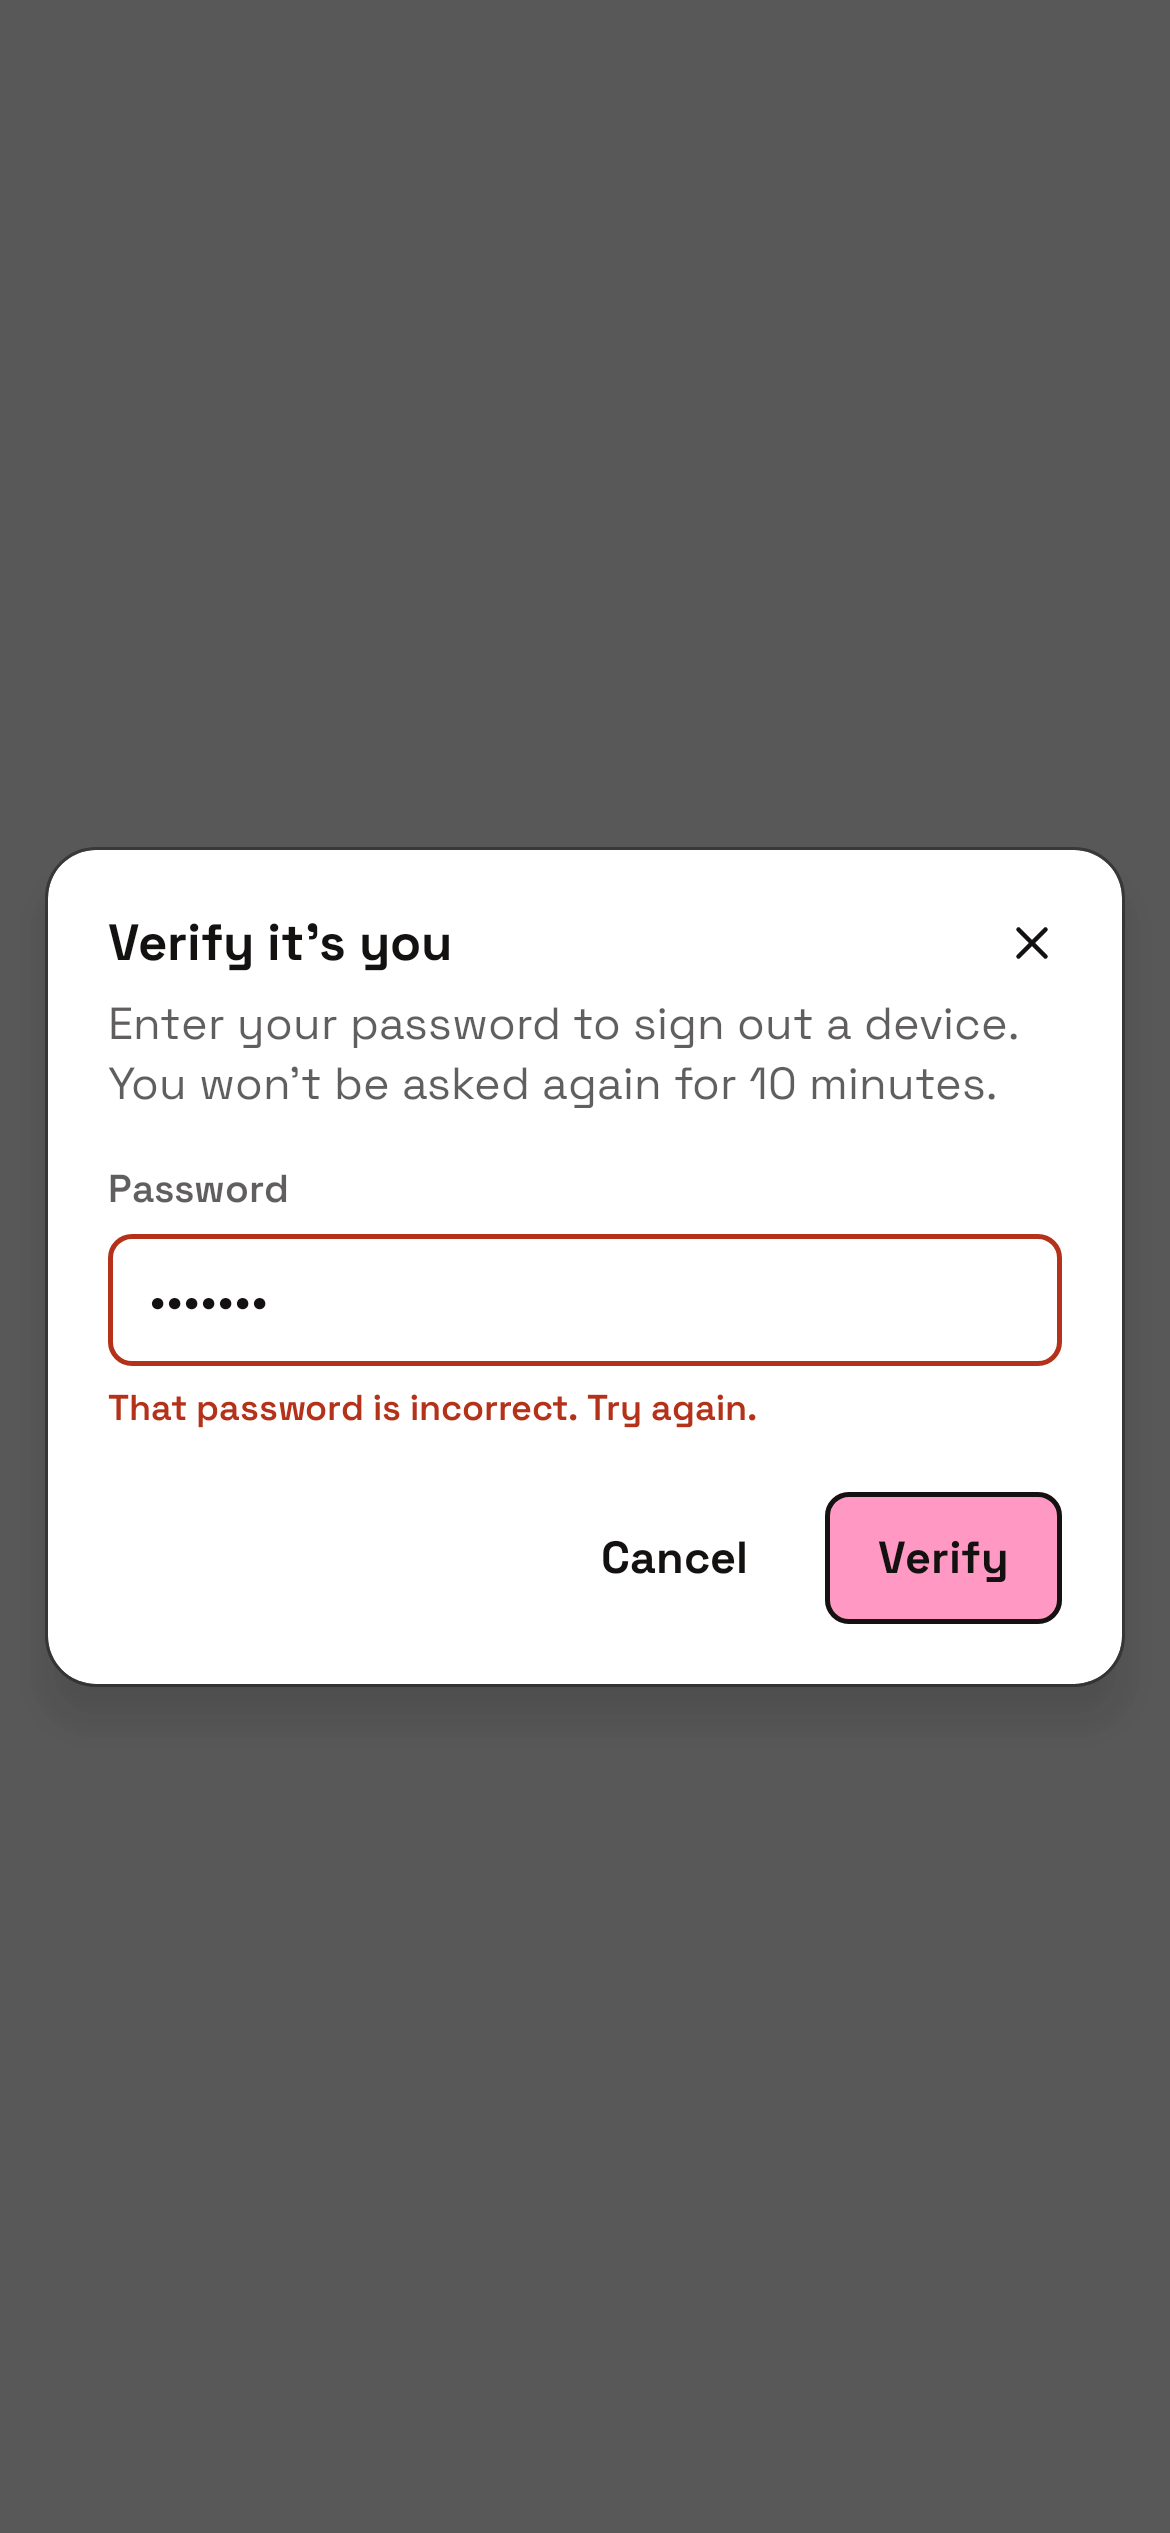 Verify it’s you
Enter your password to sign out a device.
You won’t be asked again for 10 minutes.
Password
•••••••
That password is incorrect. Try again.
Cancel
Verify